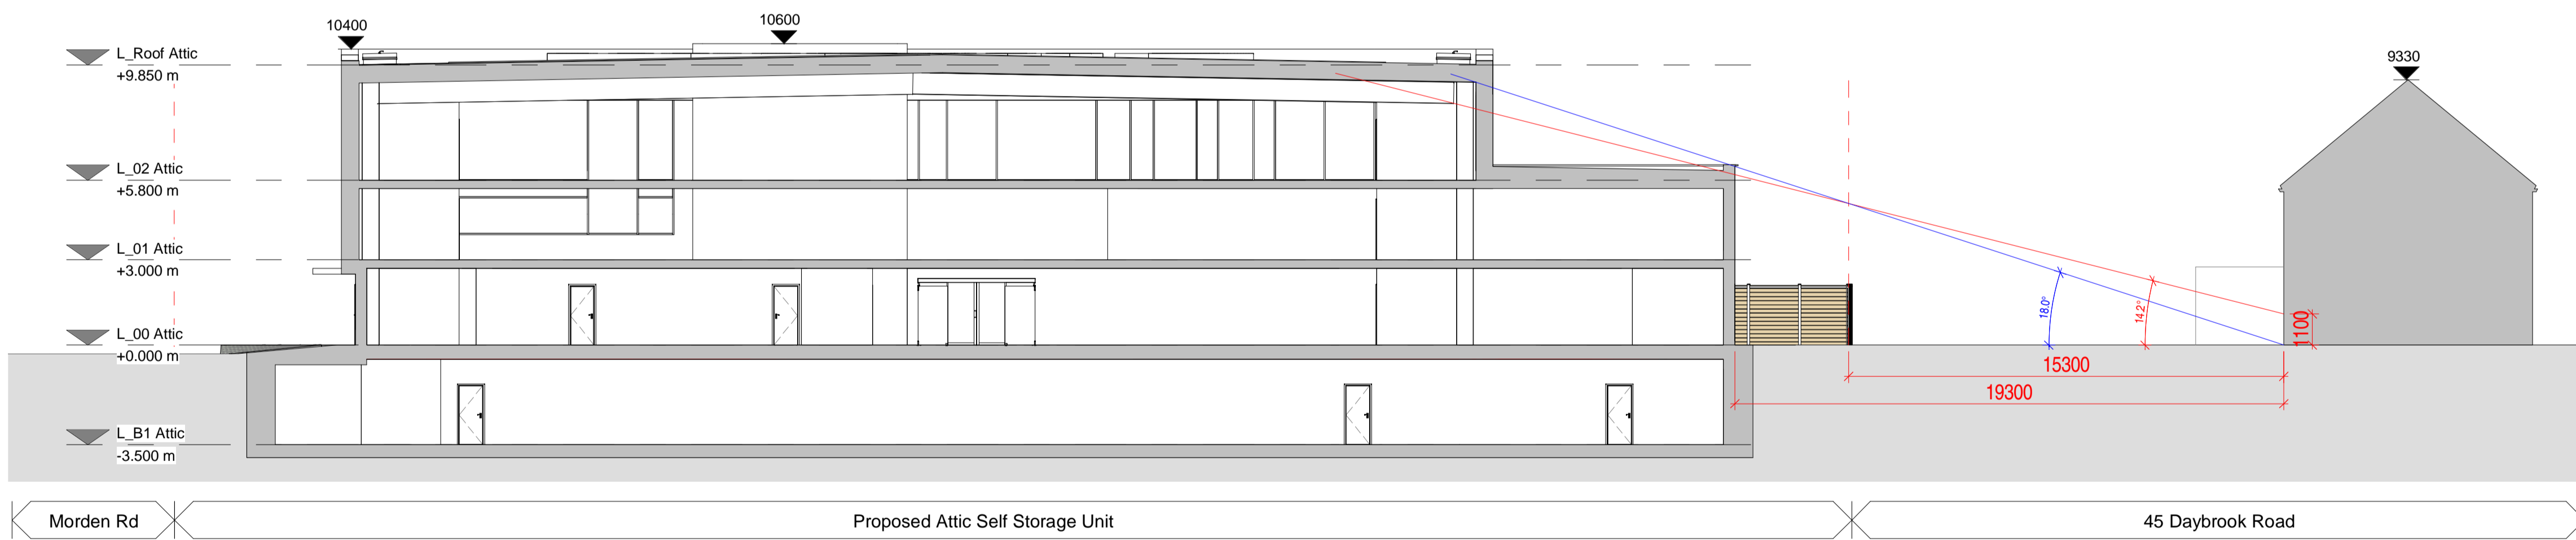 10400
10600
9330
L_Roof Attic
+9.850 m
L_02 Attic
+5.800 m
L_01 Attic
+3.000 m
L_00 Attic
+0.000 m
L_B1 Attic
-3.500 m
18.0°
14.2°
1100
15300
19300
Morden Rd
Proposed Attic Self Storage Unit
45 Daybrook Road